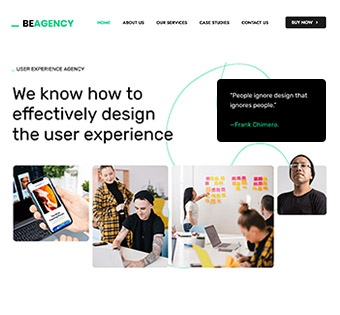 BEAGENCY
HOME ABOUT US OUR SERVICES CASE STUDIES CONTACT US BUY NOW >
USER EXPERIENCE AGENCY
We know how to
effectively design
the user experience
"People ignore design that
ignores people."
—Frank Chimero.